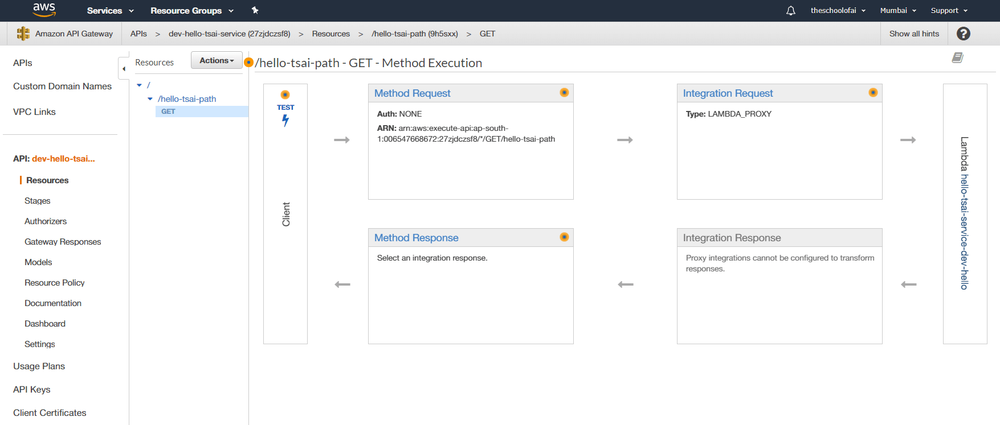 aws
Services
Resource Groups
theschoolofai
Mumbai
Support
Amazon API Gateway
APIs > dev-hello-tsai-service (27zjdczsf8) > Resources > /hello-tsai-path (9h5sxx) > GET
Show all hints
?
APIs
Custom Domain Names
VPC Links
API: dev-hello-tsai...
Resources
Stages
Authorizers
Gateway Responses
Models
Resource Policy
Documentation
Dashboard
Settings
Usage Plans
API Keys
Client Certificates
Resources
Actions
/
/hello-tsai-path
GET
/hello-tsai-path - GET - Method Execution
TEST
Client
Method Request
Auth: NONE
ARN: arn:aws:execute-api:ap-south-
1:006547668672:27zjdczsf8/*/GET/hello-tsai-path
Integration Request
Type: LAMBDA_PROXY
Lambda hello-tsai-service-dev-hello
Method Response
Select an integration response.
Integration Response
Proxy integrations cannot be configured to transform
responses.